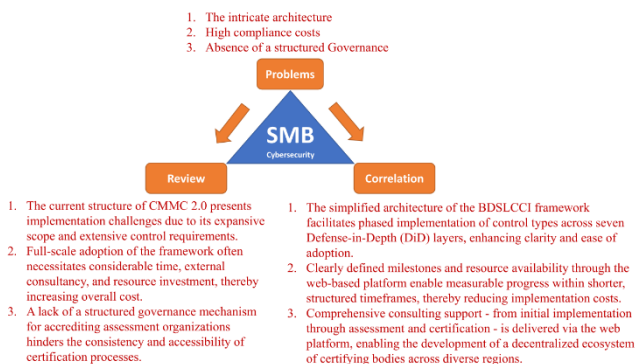 1. The intricate architecture
2. High compliance costs
3. Absence of a structured Governance
Problems
SMB
Cybersecurity
Review
Correlation
1. The current structure of CMMC 2.0 presents
implementation challenges due to its expansive
scope and extensive control requirements.
2. Full-scale adoption of the framework often
necessitates considerable time, external
consultancy, and resource investment, thereby
increasing overall cost.
3. A lack of a structured governance mechanism
for accrediting assessment organizations
hinders the consistency and accessibility of
certification processes.
1. The simplified architecture of the BDSLCCI framework
facilitates phased implementation of control types across seven
Defense-in-Depth (DiD) layers, enhancing clarity and ease of
adoption.
2. Clearly defined milestones and resource availability through the
web-based platform enable measurable progress within shorter,
structured timeframes, thereby reducing implementation costs.
3. Comprehensive consulting support - from initial implementation
through assessment and certification - is delivered via the web
platform, enabling the development of a decentralized ecosystem
of certifying bodies across diverse regions.